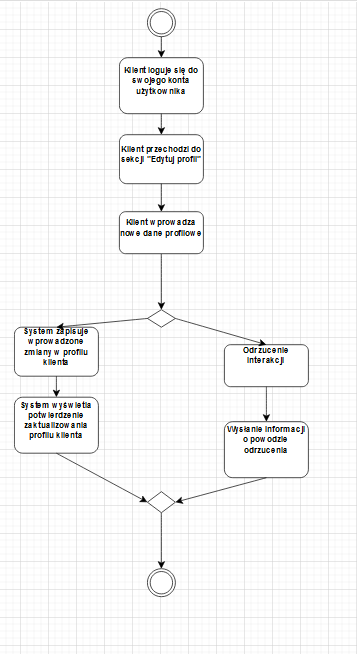 Klient loguje się do
swojego konta
użytkownika
Klient przechodzi do
sekcji "Edytuj profil"
Klient wprowadza
nowe dane profilowe
System zapisuje
wprowadzone
zmiany w profilu
klienta
Odrzucenie
interakcji
System wyświetla
potwierdzenie
zaktualizowania
profilu klienta
Wysłanie informacji
o powodzie
odrzucenia